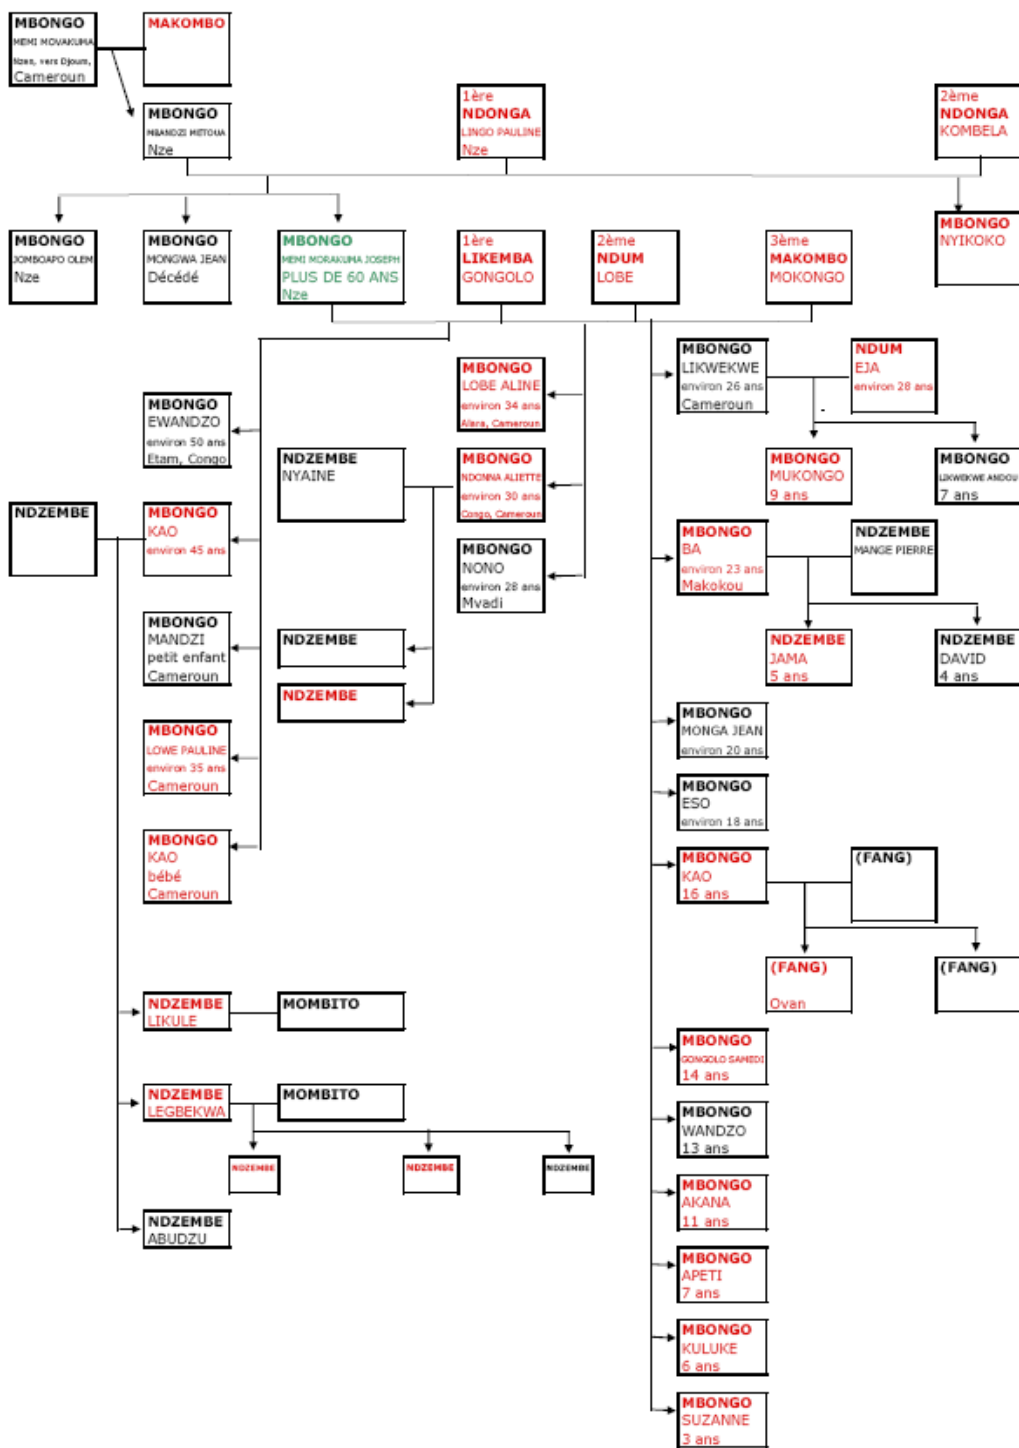 MBONGO
MEMI MOVAKUMA
Nzes, vers Djoum,
Cameroun
MAKOMBO
MBONGO
MBANDZI METOUA
Nze
1ère
NDONGA
LINGO PAULINE
Nze
2ème
NDONGA
KOMBELA
MBONGO
NYIKOKO
MBONGO
JOMBOAPO OLEM
Nze
MBONGO
MONGWA JEAN
Décédé
MBONGO
MEMI MORAKUMA JOSEPH
PLUS DE 60 ANS
Nze
1ère
LIKEMBA
GONGOLO
2ème
NDUM
LOBE
3ème
MAKOMBO
MOKONGO
MBONGO
EWANDZO
environ 50 ans
Etam, Congo
NDZEMBE
MBONGO
KAO
environ 45 ans
MBONGO
MANDZI
petit enfant
Cameroun
MBONGO
LOWE PAULINE
environ 35 ans
Cameroun
MBONGO
KAO
bébé
Cameroun
NDZEMBE
LIKULE
MOMBITO
NDZEMBE
LEGBEKWA
MOMBITO
NDZEMBE
NDZEMBE
NDZEMBE
NDZEMBE
ABUDZU
MBONGO
LOBE ALINE
environ 34 ans
Alara, Cameroun
NDZEMBE
NYAINE
MBONGO
NDONNA ALIETTE
environ 30 ans
Congo, Cameroun
MBONGO
NONO
environ 28 ans
Mvadi
NDZEMBE
NDZEMBE
MBONGO
LIKWEKWE
environ 26 ans
Cameroun
NDUM
EJA
environ 28 ans
MBONGO
MUKONGO
9 ans
MBONGO
LIKWEKWE ANDOU
7 ans
MBONGO
BA
environ 23 ans
Makokou
NDZEMBE
MANGE PIERRE
NDZEMBE
JAMA
5 ans
NDZEMBE
DAVID
4 ans
MBONGO
MONGA JEAN
environ 20 ans
MBONGO
ESO
environ 18 ans
MBONGO
KAO
16 ans
(FANG)
(FANG)
Ovan
(FANG)
MBONGO
GONGOLO SAMEDI
14 ans
MBONGO
WANDZO
13 ans
MBONGO
AKANA
11 ans
MBONGO
APETI
7 ans
MBONGO
KULUKE
6 ans
MBONGO
SUZANNE
3 ans